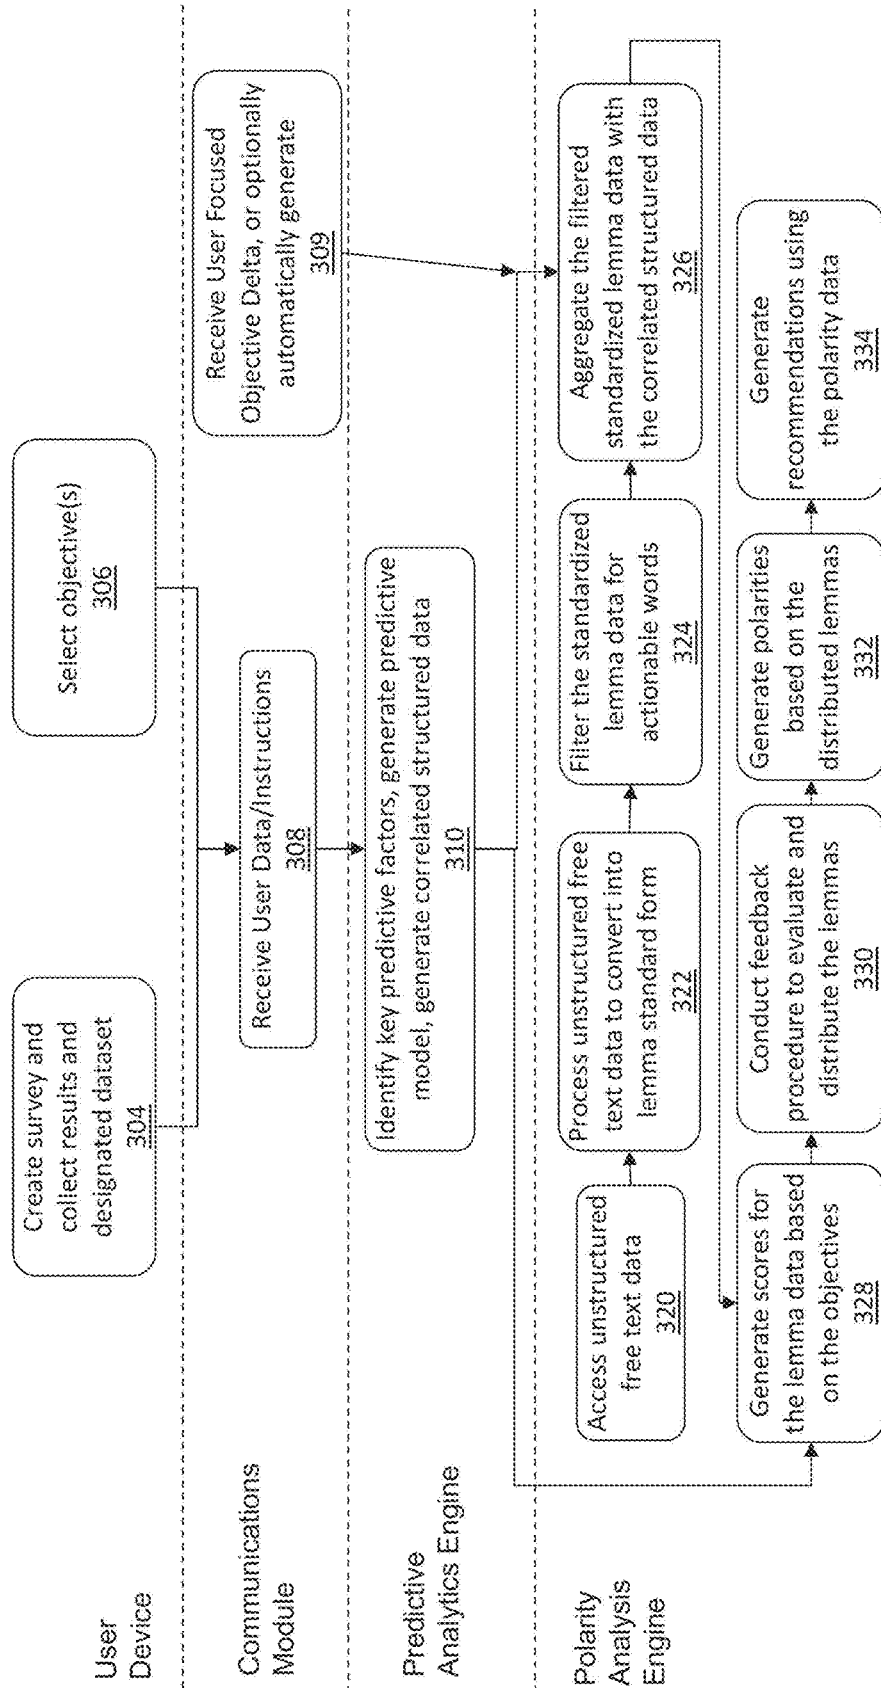 User
Device
Create survey and
collect results and
designated dataset
304
Select objective(s)
306
Communications
Module
Receive User Data/Instructions
308
Receive User Focused
Objective Delta, or optionally
automatically generate
309
Predictive
Analytics Engine
Identify key predictive factors, generate predictive
model, generate correlated structured data
310
Polarity
Analysis
Engine
Access unstructured
free text data
320
Process unstructured free
text data to convert into
lemma standard form
322
Filter the standardized
lemma data for
actionable words
324
Aggregate the filtered
standardized lemma data with
the correlated structured data
326
Generate scores for
the lemma data based
on the objectives
328
Conduct feedback
procedure to evaluate and
distribute the lemmas
330
Generate polarities
based on the
distributed lemmas
332
Generate
recommendations using
the polarity data
334